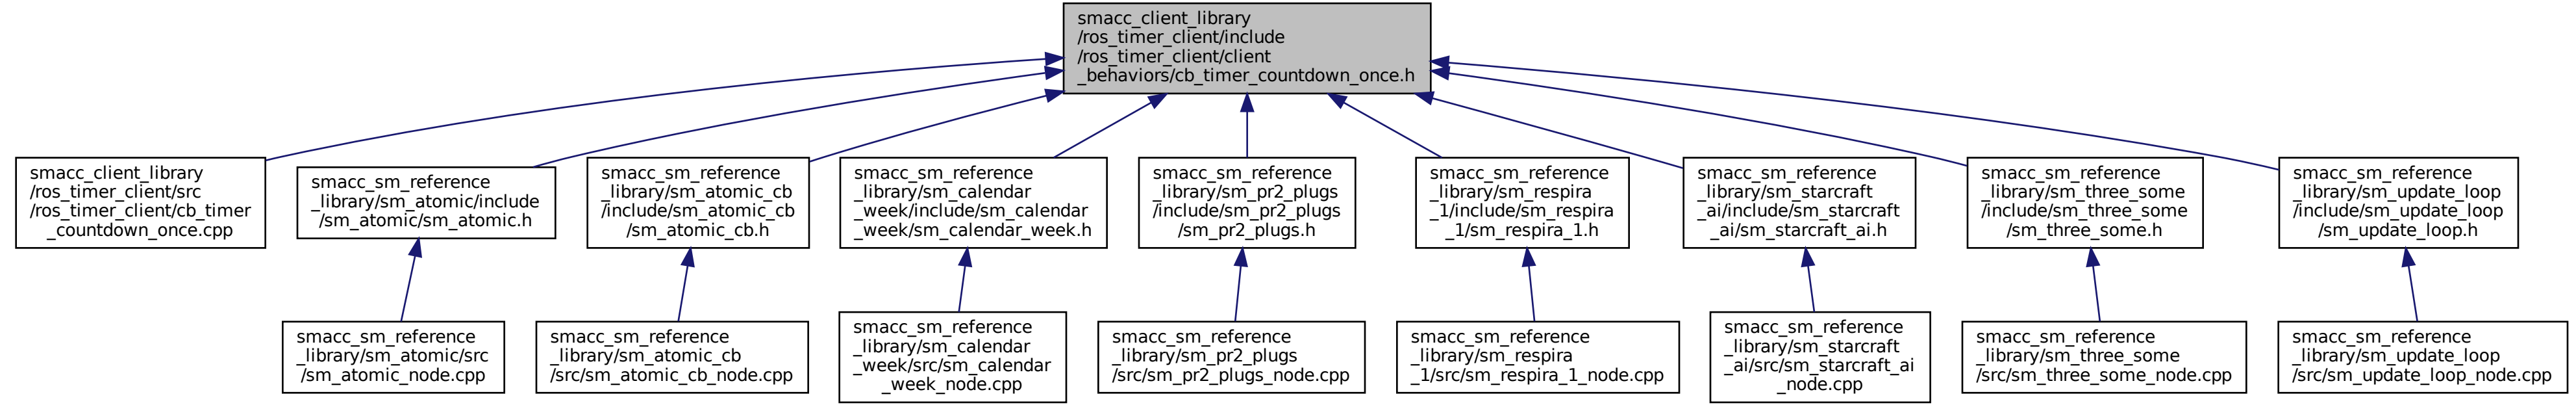 smacc_client_library
/ros_timer_client/include
/ros_timer_client/client
_behaviors/cb_timer_countdown_once.h
smacc_client_library
/ros_timer_client/src
/ros_timer_client/cb_timer
_countdown_once.cpp
smacc_sm_reference
_library/sm_atomic/include
/sm_atomic/sm_atomic.h
smacc_sm_reference
_library/sm_atomic_cb
/include/sm_atomic_cb
/sm_atomic_cb.h
smacc_sm_reference
_library/sm_calendar
_week/include/sm_calendar
_week/sm_calendar_week.h
smacc_sm_reference
_library/sm_pr2_plugs
/include/sm_pr2_plugs
/sm_pr2_plugs.h
smacc_sm_reference
_library/sm_respira
_1/include/sm_respira
_1/sm_respira_1.h
smacc_sm_reference
_library/sm_starcraft
_ai/include/sm_starcraft
_ai/sm_starcraft_ai.h
smacc_sm_reference
_library/sm_three_some
/include/sm_three_some
/sm_three_some.h
smacc_sm_reference
_library/sm_update_loop
/include/sm_update_loop
/sm_update_loop.h
smacc_sm_reference
_library/sm_atomic/src
/sm_atomic_node.cpp
smacc_sm_reference
_library/sm_atomic_cb
/src/sm_atomic_cb_node.cpp
smacc_sm_reference
_library/sm_calendar
_week/src/sm_calendar
_week_node.cpp
smacc_sm_reference
_library/sm_pr2_plugs
/src/sm_pr2_plugs_node.cpp
smacc_sm_reference
_library/sm_respira
_1/src/sm_respira_1_node.cpp
smacc_sm_reference
_library/sm_starcraft
_ai/src/sm_starcraft_ai
_node.cpp
smacc_sm_reference
_library/sm_three_some
/src/sm_three_some_node.cpp
smacc_sm_reference
_library/sm_update_loop
/src/sm_update_loop_node.cpp